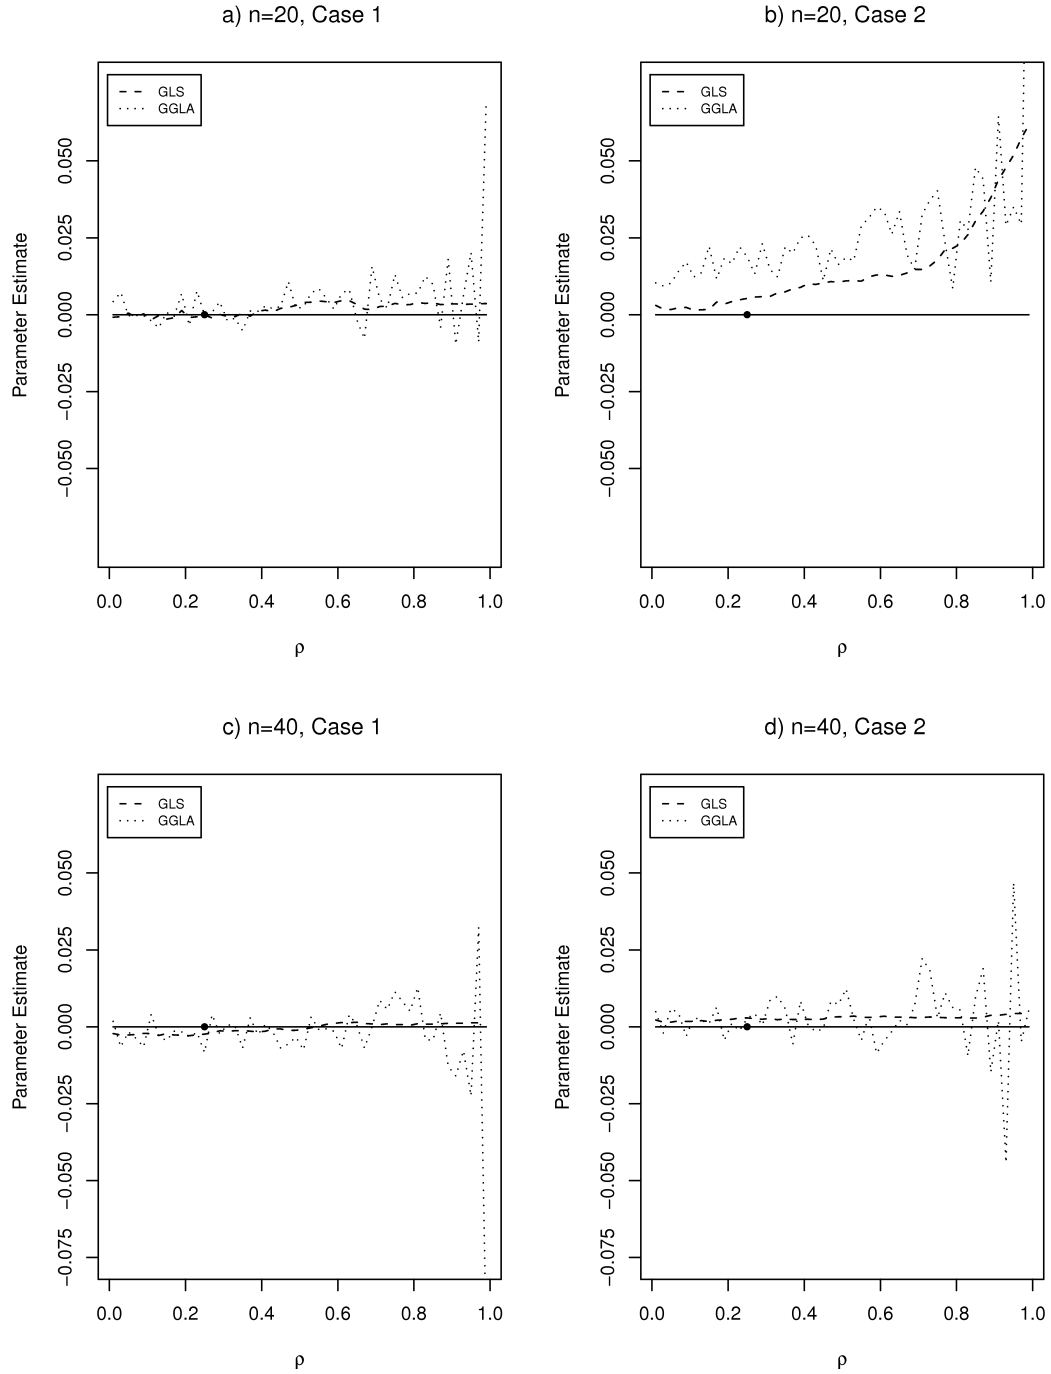 a) n=20, Case 1
GLS
GGLA
Parameter Estimate
0.050
0.025
0.000
−0.025
−0.050
0.0 0.2 0.4 0.6 0.8 1.0
ρ
b) n=20, Case 2
GLS
GGLA
Parameter Estimate
0.050
0.025
0.000
−0.025
−0.050
0.0 0.2 0.4 0.6 0.8 1.0
ρ
c) n=40, Case 1
GLS
GGLA
Parameter Estimate
0.050
0.025
0.000
−0.025
−0.050
−0.075
0.0 0.2 0.4 0.6 0.8 1.0
ρ
d) n=40, Case 2
GLS
GGLA
Parameter Estimate
0.050
0.025
0.000
−0.025
−0.050
−0.075
0.0 0.2 0.4 0.6 0.8 1.0
ρ